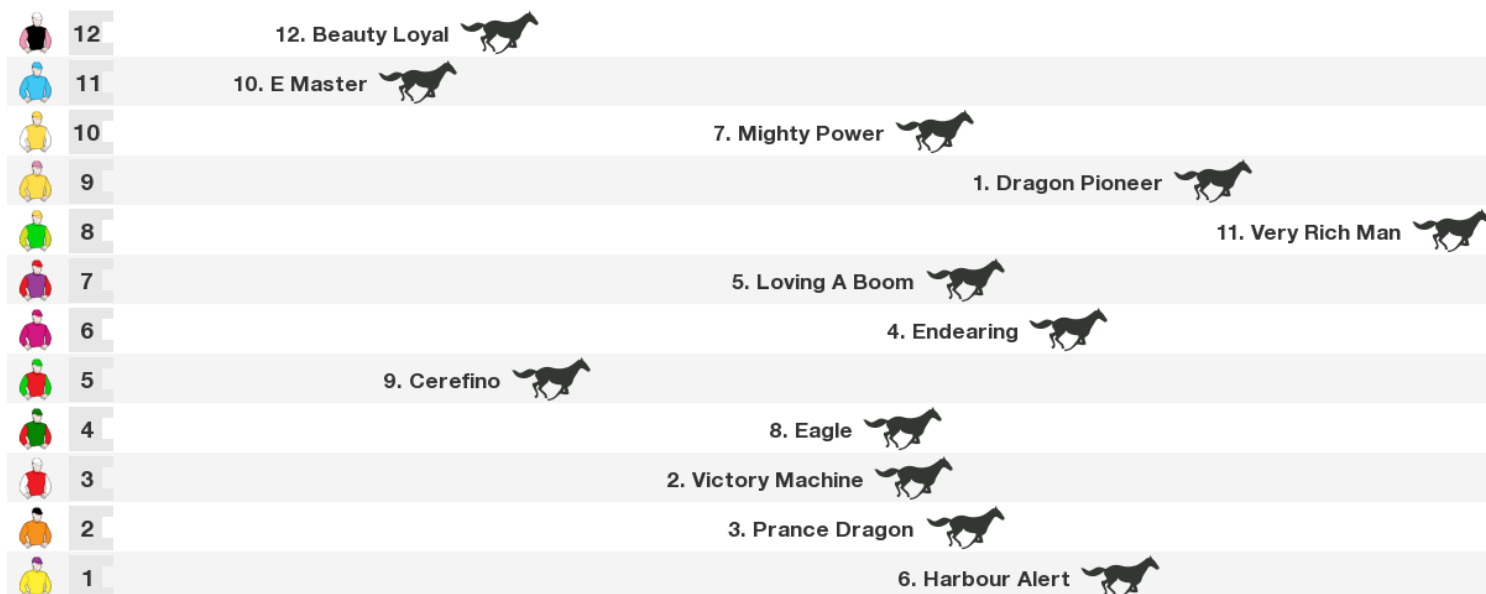 12 12. Beauty Loyal
11 10. E Master
10 7. Mighty Power
9 1. Dragon Pioneer
8 11. Very Rich Man
7 5. Loving A Boom
6 4. Endearing
5 9. Cerefino
4 8. Eagle
3 2. Victory Machine
2 3. Prance Dragon
1 6. Harbour Alert